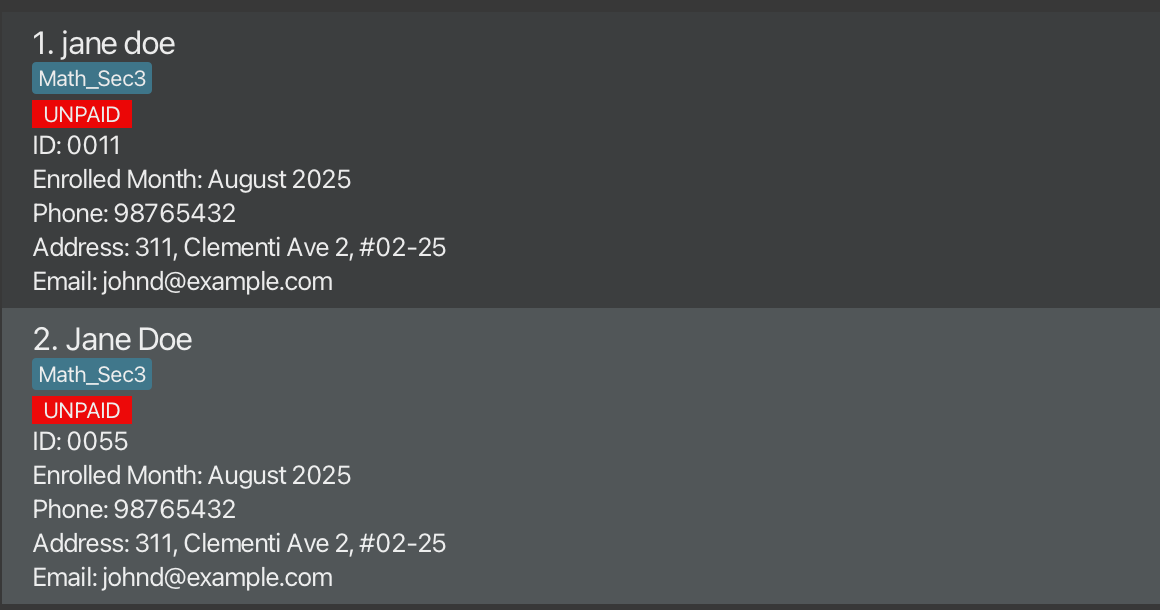 1. jane doe
Math_Sec3
UNPAID
ID: 0011
Enrolled Month: August 2025
Phone: 98765432
Address: 311, Clementi Ave 2, #02-25
Email: johnd@example.com
2. Jane Doe
Math_Sec3
UNPAID
ID: 0055
Enrolled Month: August 2025
Phone: 98765432
Address: 311, Clementi Ave 2, #02-25
Email: johnd@example.com